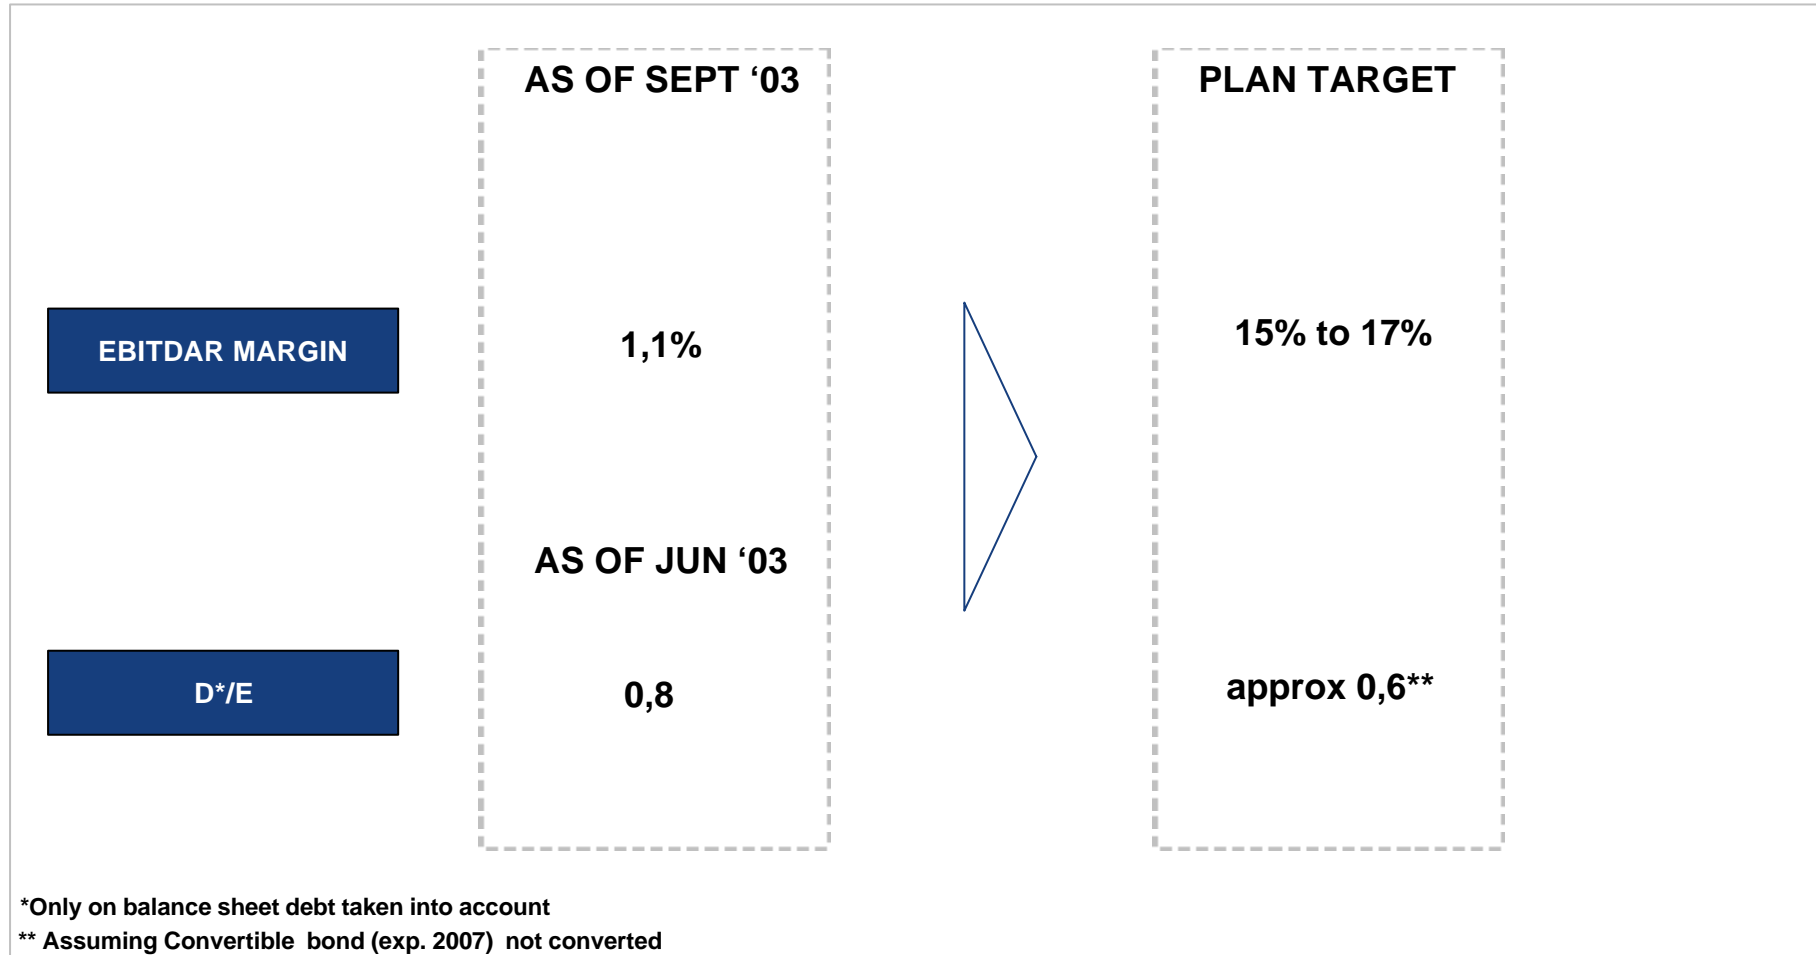 AS OF SEPT ‘03
PLAN TARGET
EBITDAR MARGIN
1,1%
15% to 17%
AS OF JUN ‘03
D*/E
0,8
approx 0,6**
*Only on balance sheet debt taken into account
** Assuming Convertible bond (exp. 2007) not converted